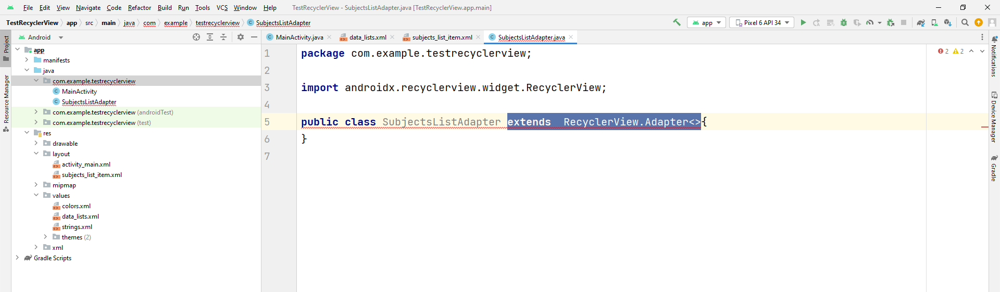 File Edit View Navigate Code Refactor Build Run Tools VCS Window Help TestRecyclerView - SubjectsListAdapter.java [TestRecyclerView.app.main]
TestRecyclerView app src main java com example testrecyclerview SubjectsListAdapter app Pixel 6 API 34
Project
Resource Manager
Android
app
manifests
java
com.example.testrecyclerview
MainActivity
SubjectsListAdapter
com.example.testrecyclerview (androidTest)
com.example.testrecyclerview (test)
res
drawable
layout
activity_main.xml
subjects_list_item.xml
mipmap
values
colors.xml
data_lists.xml
strings.xml
themes (2)
xml
Gradle Scripts
MainActivity.java data_lists.xml subjects_list_item.xml SubjectsListAdapter.java
1 package com.example.testrecyclerview;
2
3 import androidx.recyclerview.widget.RecyclerView;
4
5 public class SubjectsListAdapter extends  RecyclerView.Adapter<>{
6 }
7
2 2
Notifications
Device Manager
Gradle